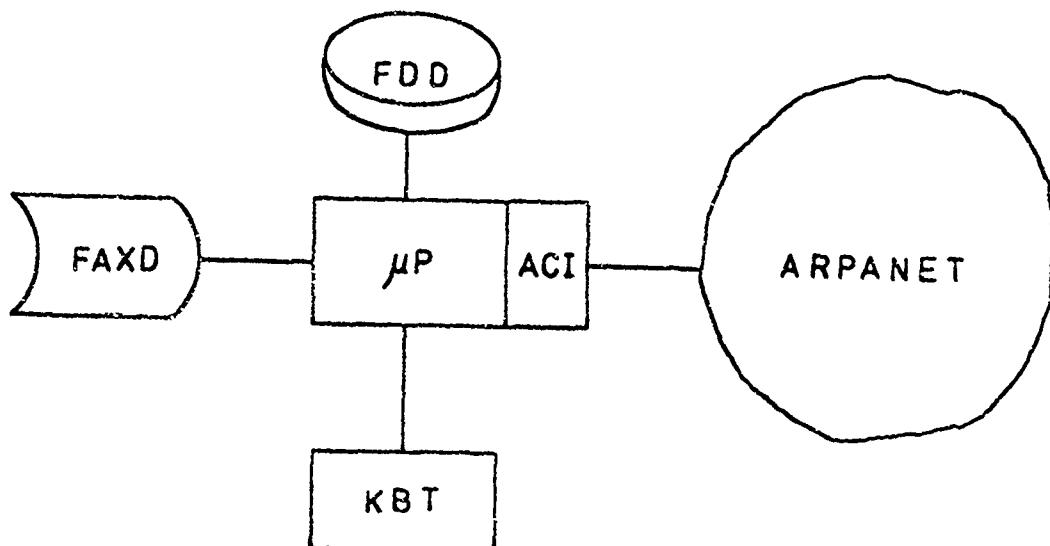 FDD
FAXD
μP
ACI
ARPANET
KBT